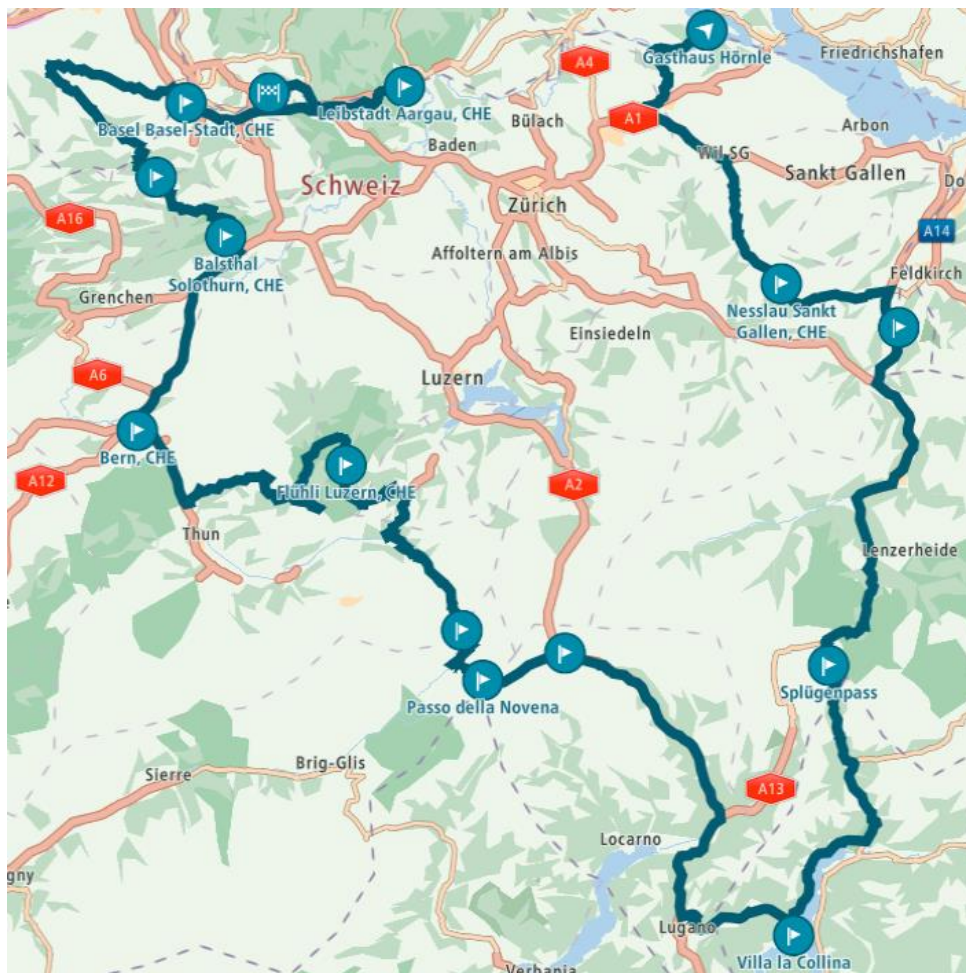 Gasthaus Hörnle
Friedrichshafen
A4
Basel Basel-Stadt, CHE
Leibstadt Aargau, CHE
Bülach
A1
Arbon
Baden
Wil SG
Sankt Gallen
Do
Schweiz
Zürich
A16
A14
Affoltern am Albis
Feldkirch
Balsthal
Solothurn, CHE
Grenchen
Nesslau Sankt
Gallen, CHE
Einsiedeln
A6
Luzern
Bern, CHE
A12
Flühli Luzern, CHE
A2
Thun
Lenzerheide
Splügenpass
Passo della Novena
Brig-Glis
Sierre
A13
Locarno
gny
Lugano
Villa la Collina
Verbania